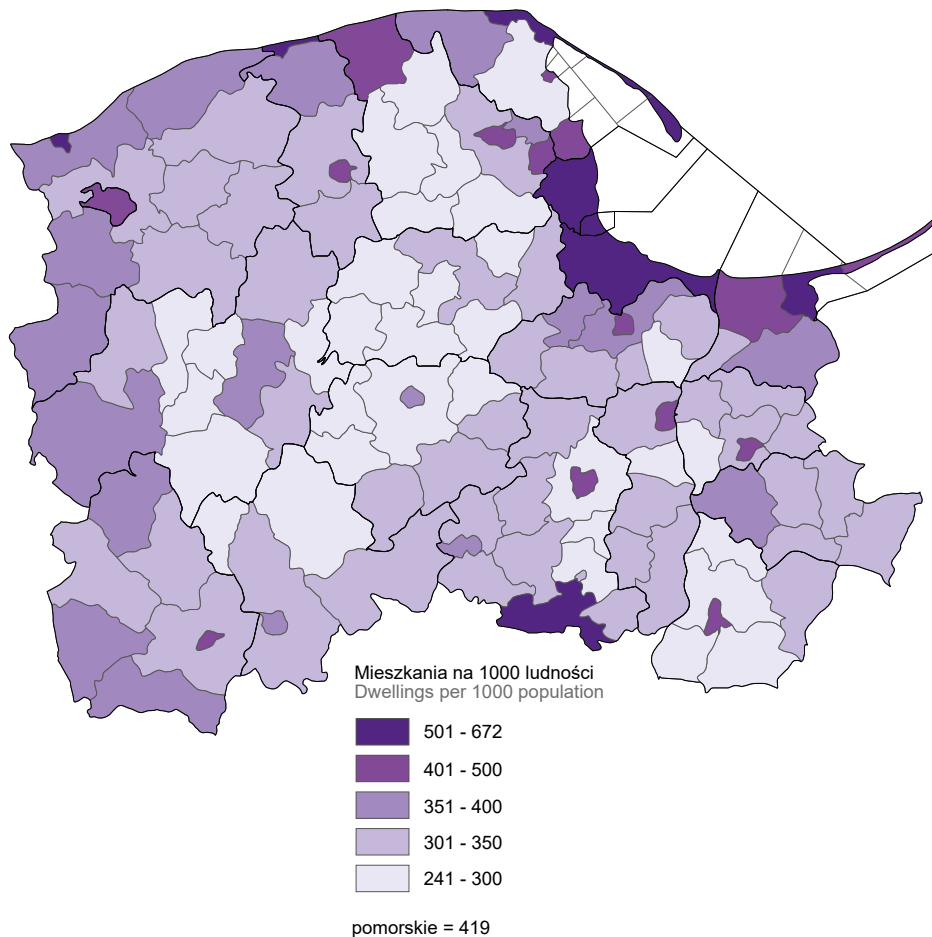 Mieszkania na 1000 ludności
Dwellings per 1000 population
501 - 672
401 - 500
351 - 400
301 - 350
241 - 300
pomorskie = 419